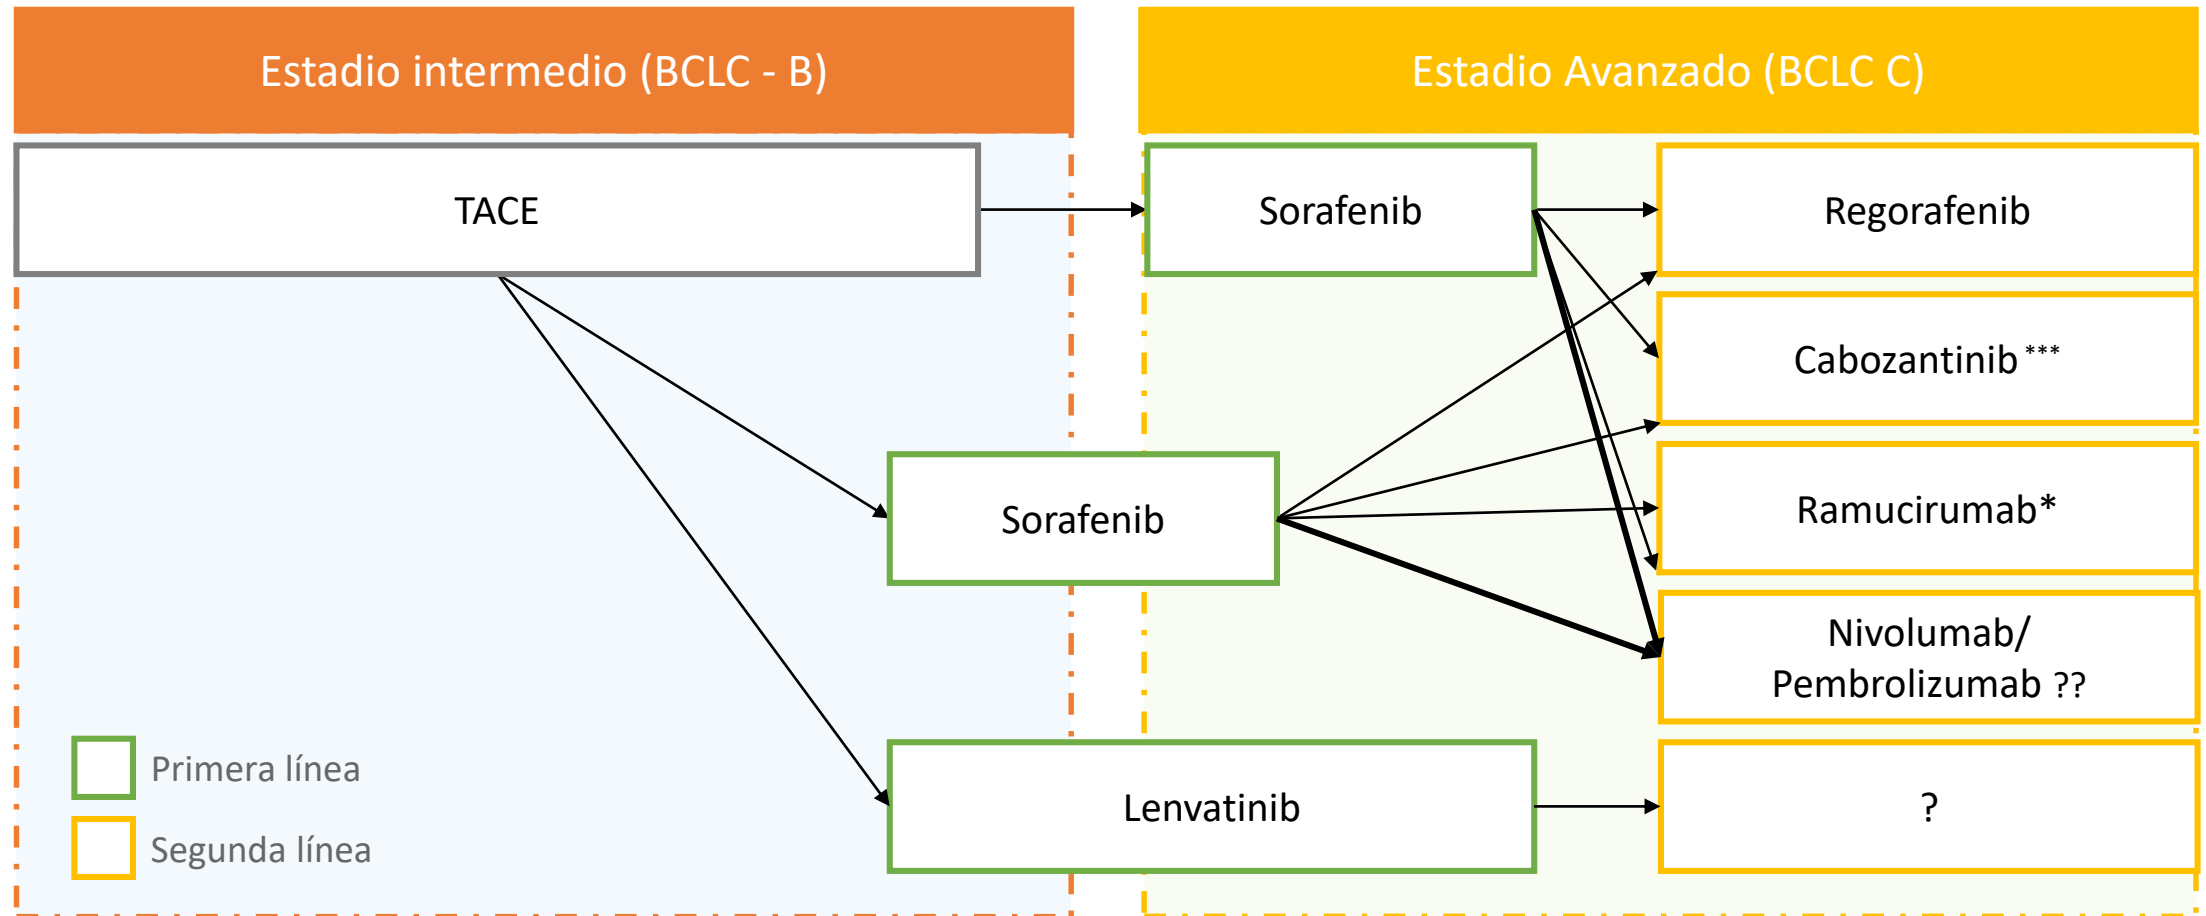 Estadio intermedio (BCLC - B)
Estadio Avanzado (BCLC C)
TACE
Sorafenib
Regorafenib
Cabozantinib ***
Sorafenib
Ramucirumab*
Nivolumab/
Pembrolizumab ??
Primera línea
Lenvatinib
?
Segunda línea